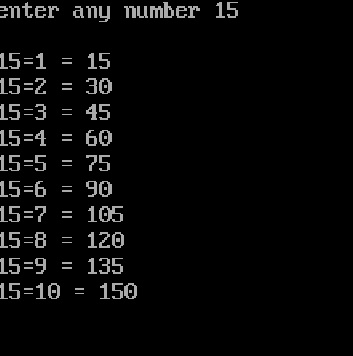 enter any number 15
15=1 = 15
15=2 = 30
15=3 = 45
15=4 = 60
15=5 = 75
15=6 = 90
15=7 = 105
15=8 = 120
15=9 = 135
15=10 = 150